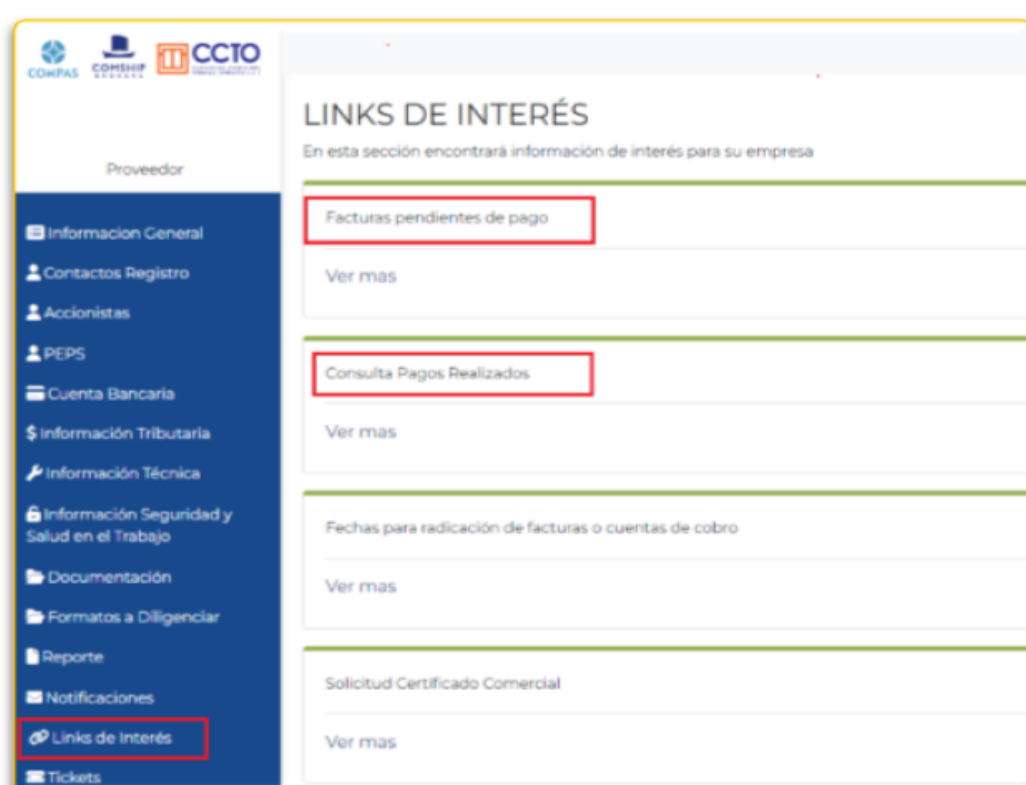 COMPAS
COMSHIP
CCTO
Proveedor
Informacion General
Contactos Registro
Accionistas
PEPS
Cuenta Bancaria
Información Tributaria
Información Técnica
Información Seguridad y
Salud en el Trabajo
Documentación
Formatos a Diligenciar
Reporte
Notificaciones
Links de Interés
Tickets
LINKS DE INTERÉS
En esta sección encontrará información de interés para su empresa
Facturas pendientes de pago
Ver mas
Consulta Pagos Realizados
Ver mas
Fechas para radicación de facturas o cuentas de cobro
Ver mas
Solicitud Certificado Comercial
Ver mas